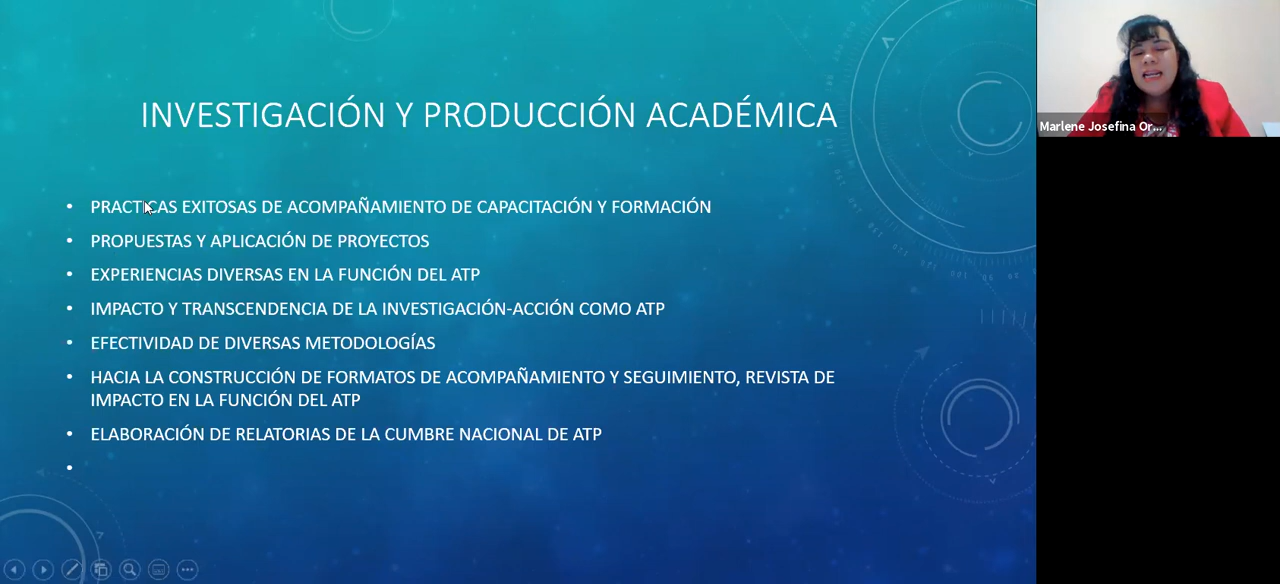 INVESTIGACIÓN Y PRODUCCIÓN ACADÉMICA
• PRACTICAS EXITOSAS DE ACOMPAÑAMIENTO DE CAPACITACIÓN Y FORMACIÓN
• PROPUESTAS Y APLICACIÓN DE PROYECTOS
• EXPERIENCIAS DIVERSAS EN LA FUNCIÓN DEL ATP
• IMPACTO Y TRANSCENDENCIA DE LA INVESTIGACIÓN-ACCIÓN COMO ATP
• EFECTIVIDAD DE DIVERSAS METODOLOGÍAS
• HACIA LA CONSTRUCCIÓN DE FORMATOS DE ACOMPAÑAMIENTO Y SEGUIMIENTO, REVISTA DE
IMPACTO EN LA FUNCIÓN DEL ATP
• ELABORACIÓN DE RELATORIAS DE LA CUMBRE NACIONAL DE ATP
•
Marlene Josefina Or...